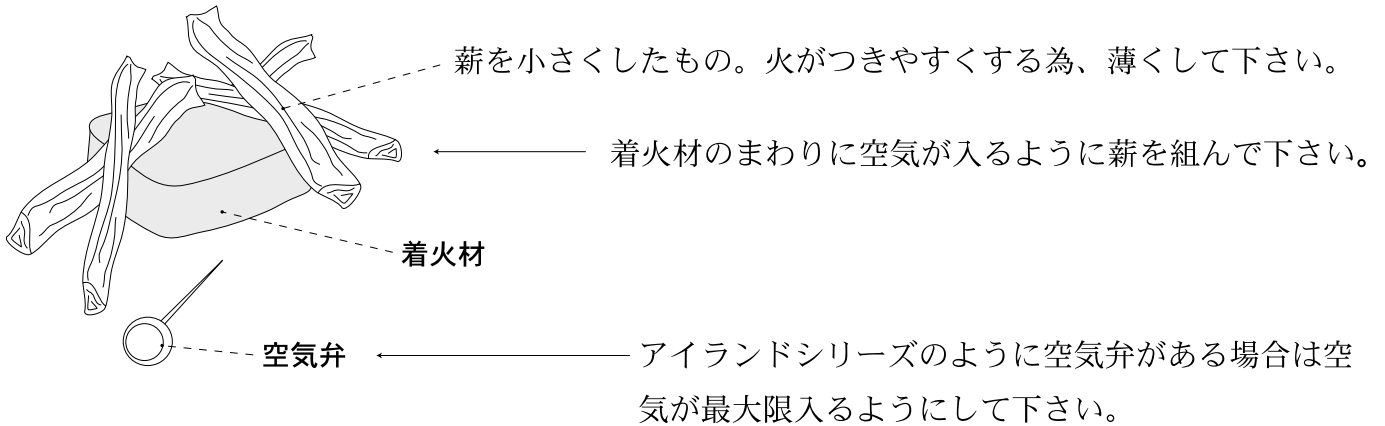 薪を小さくしたもの。火がつきやすくする為、薄くして下さい。
着火材のまわりに空気が入るように薪を組んで下さい。
着火材
空気弁
アイランドシリーズのように空気弁がある場合は空
気が最大限入るようにして下さい。